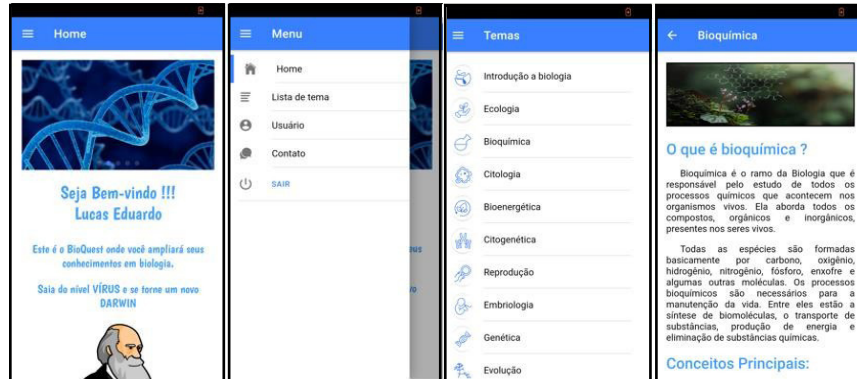 Home
Seja Bem-vindo !!!
Lucas Eduardo
Este é o BioQuest onde você ampliará seus
conhecimentos em biologia.
Saia do nível VÍRUS e se torne um novo
DARWIN
Menu
Home
Lista de tema
Usuário
Contato
SAIR
eus
vo
Temas
Introdução a biologia
Ecologia
Bioquímica
Citologia
Bioenergética
Citogenética
Reprodução
Embriologia
Genética
Evolução
Bioquímica
O que é bioquímica ?
Bioquímica é o ramo da Biologia que é
responsável pelo estudo de todos os
processos químicos que acontecem nos
organismos vivos. Ela aborda todos os
compostos, orgânicos e inorgânicos,
presentes nos seres vivos.
Todas as espécies são formadas
basicamente por carbono, oxigênio,
hidrogênio, nitrogênio, fósforo, enxofre e
algumas outras moléculas. Os processos
bioquímicos são necessários para a
manutenção da vida. Entre eles estão a
síntese de biomoléculas, o transporte de
substâncias, produção de energia e
eliminação de substâncias químicas.
Conceitos Principais: